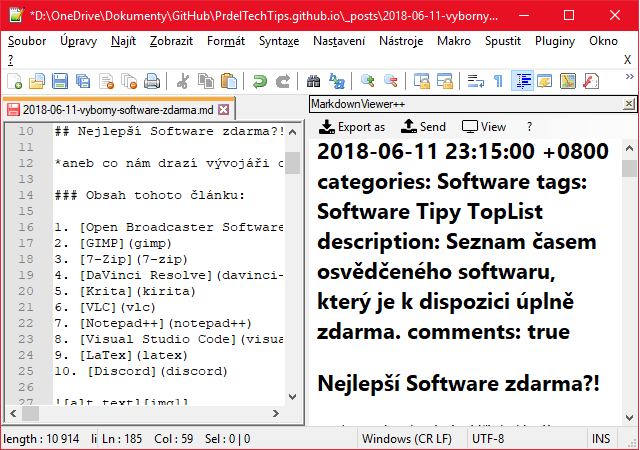 *D:\OneDrive\Dokumenty\GitHub\PrdelTechTips.github.io\_posts\2018-06-11-vyborny...
Soubor Úpravy Najít Zobrazit Formát Syntaxe Nastavení Nástroje Makro Spustit Pluginy Okno
? X
2018-06-11-vyborny-software-zdarma.md
10 ## Nejlepší Software zdarma?!
11
12 *aneb co nám drazí vývojáři
13
14 ### Obsah tohoto článku:
15
16 1. [Open Broadcaster Software
17 2. [GIMP](gimp)
18 3. [7-Zip](7-zip)
19 4. [DaVinci Resolve](davinci-
20 5. [Krita](kirita)
21 6. [VLC](vlc)
22 7. [Notepad++](notepad++)
23 8. [Visual Studio Code](visua
24 9. [LaTex](latex)
25 10. [Discord](discord)
26
27 ![alt text][img]]
MarkdownViewer++
Export as Send View ?
2018-06-11 23:15:00 +0800
categories: Software tags:
Software Tipy TopList
description: Seznam časem
osvědčeného softwaru,
který je k dispozici úplně
zdarma. comments: true
Nejlepší Software zdarma?!
length : 10 914 li Ln : 185 Col : 59 Sel : 0 | 0 Windows (CR LF) UTF-8 INS